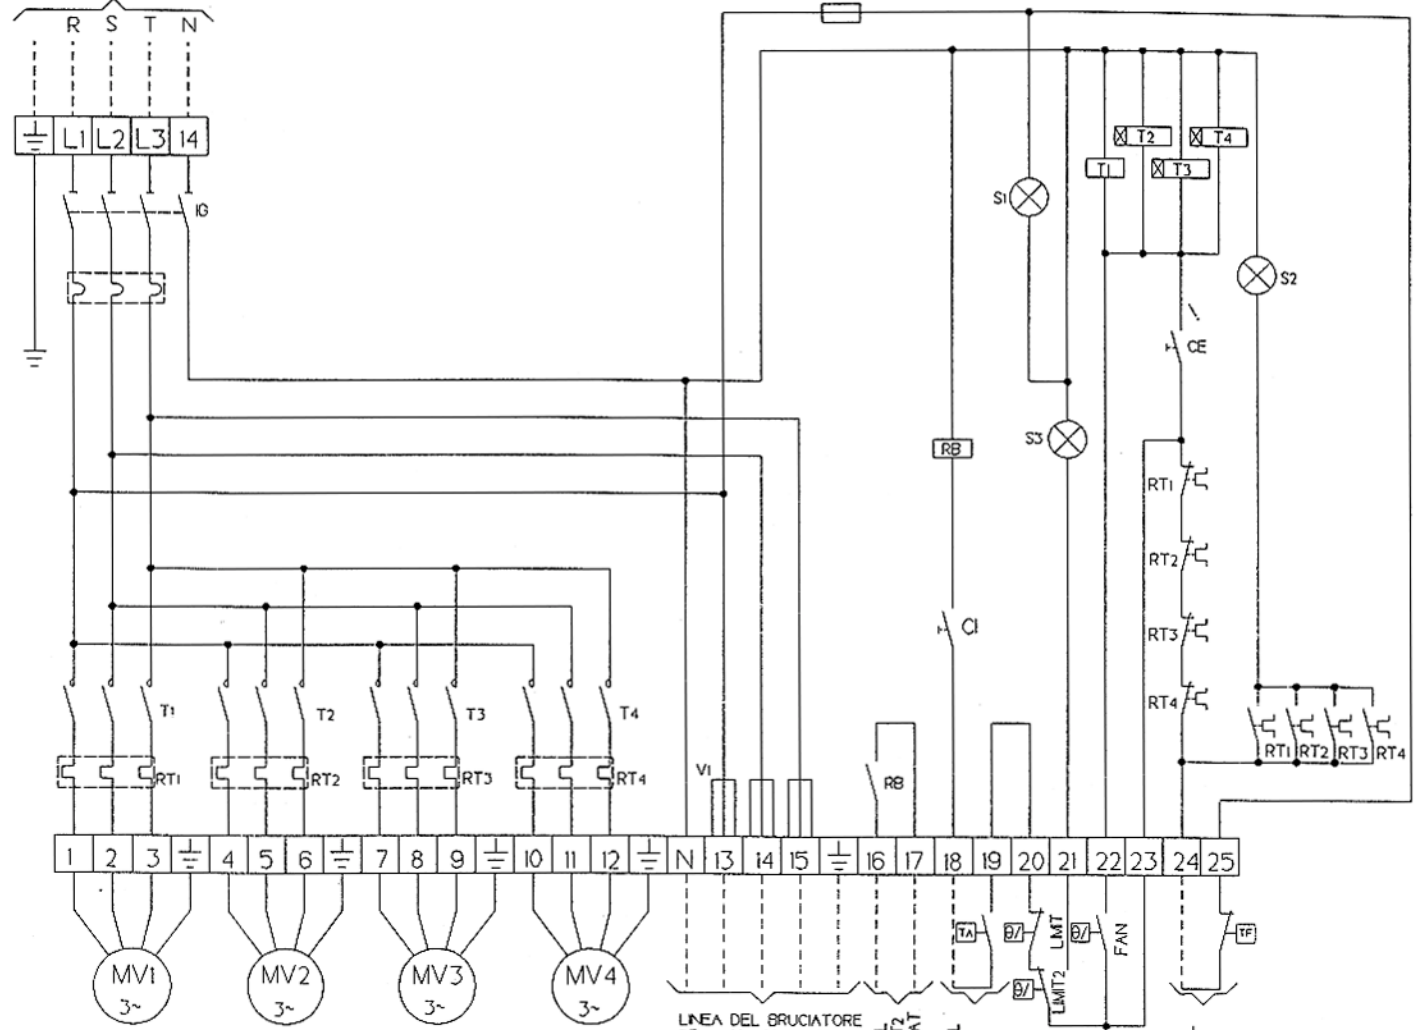 R S T N
L1 L2 L3 14
IG
S1
T2 T4
T1 T3
S2
CE
S3
RB
RT1
RT2
CI
RT3
RT4
T1 T2 T3 T4
RT1 RT2 RT3 RT4
RT1 RT2 RT3 RT4
V1
RB
1 2 3 4 5 6 7 8 9 10 11 12 N 13 14 15 16 17 18 19 20 21 22 23 24 25
TA θ/ LMT θ/ FAN TF
θ/ LIMIT2
MV1 MV2 MV3 MV4
3~ 3~ 3~ 3~
LINEA DEL BRUCIATORE